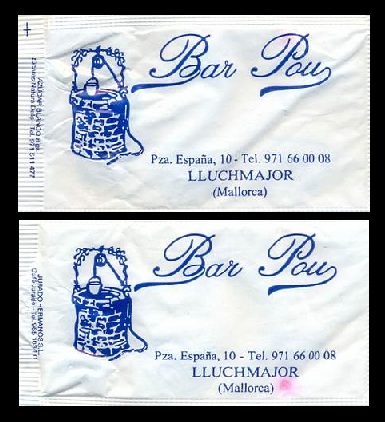 Bar Pou
Pza. España, 10 - Tel. 971 66 00 08
LLUCHMAJOR
(Mallorca)
Bar Pou
Pza. España, 10 - Tel. 971 66 00 08
LLUCHMAJOR
(Mallorca)